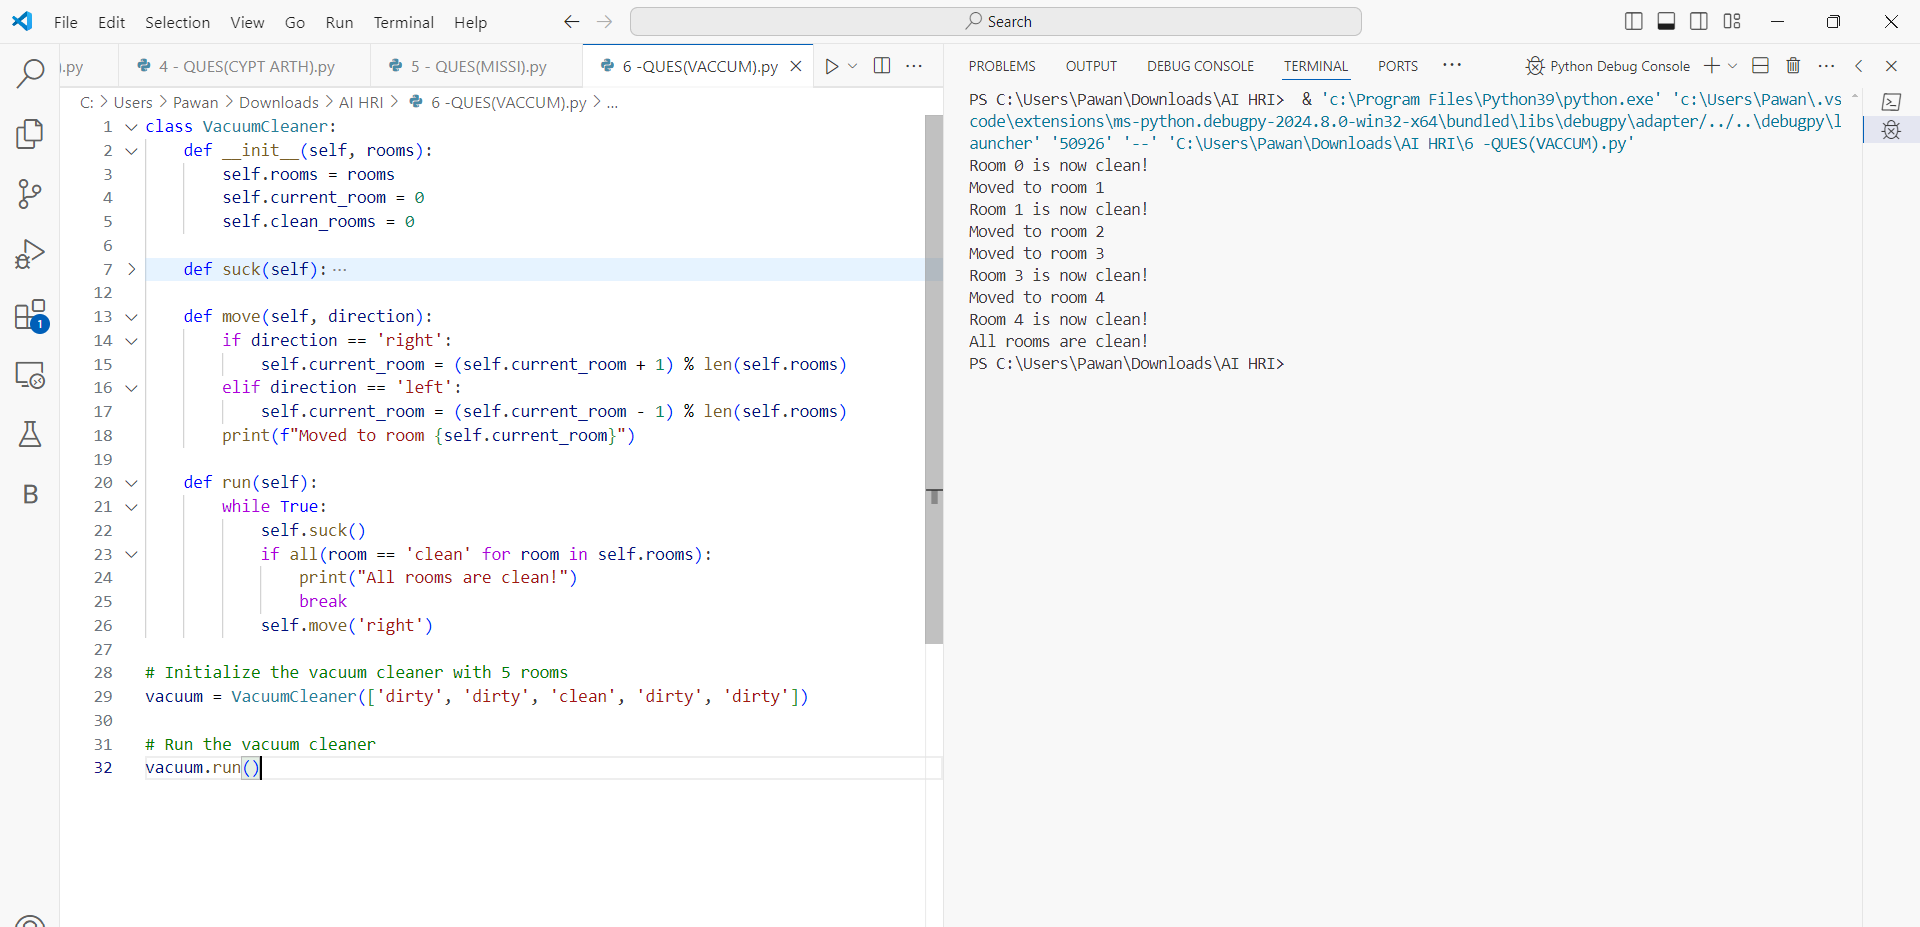 File Edit Selection View Go Run Terminal Help Search
).py 4 - QUES(CYPT ARTH).py 5 - QUES(MISSI).py 6 -QUES(VACCUM).py
C: > Users > Pawan > Downloads > AI HRI > 6 -QUES(VACCUM).py > ...
1 class VacuumCleaner:
2 def __init__(self, rooms):
3 self.rooms = rooms
4 self.current_room = 0
5 self.clean_rooms = 0
6
7 def suck(self): ...
12
13 def move(self, direction):
14 if direction == 'right':
15 self.current_room = (self.current_room + 1) % len(self.rooms)
16 elif direction == 'left':
17 self.current_room = (self.current_room - 1) % len(self.rooms)
18 print(f"Moved to room {self.current_room}")
19
20 def run(self):
21 while True:
22 self.suck()
23 if all(room == 'clean' for room in self.rooms):
24 print("All rooms are clean!")
25 break
26 self.move('right')
27
28 # Initialize the vacuum cleaner with 5 rooms
29 vacuum = VacuumCleaner(['dirty', 'dirty', 'clean', 'dirty', 'dirty'])
30
31 # Run the vacuum cleaner
32 vacuum.run()
1
B
PROBLEMS OUTPUT DEBUG CONSOLE TERMINAL PORTS ... Python Debug Console
PS C:\Users\Pawan\Downloads\AI HRI> & 'c:\Program Files\Python39\python.exe' 'c:\Users\Pawan\.vs
code\extensions\ms-python.debugpy-2024.8.0-win32-x64\bundled\libs\debugpy\adapter/../..\debugpy\l
auncher' '50926' '--' 'C:\Users\Pawan\Downloads\AI HRI\6 -QUES(VACCUM).py'
Room 0 is now clean!
Moved to room 1
Room 1 is now clean!
Moved to room 2
Moved to room 3
Room 3 is now clean!
Moved to room 4
Room 4 is now clean!
All rooms are clean!
PS C:\Users\Pawan\Downloads\AI HRI>